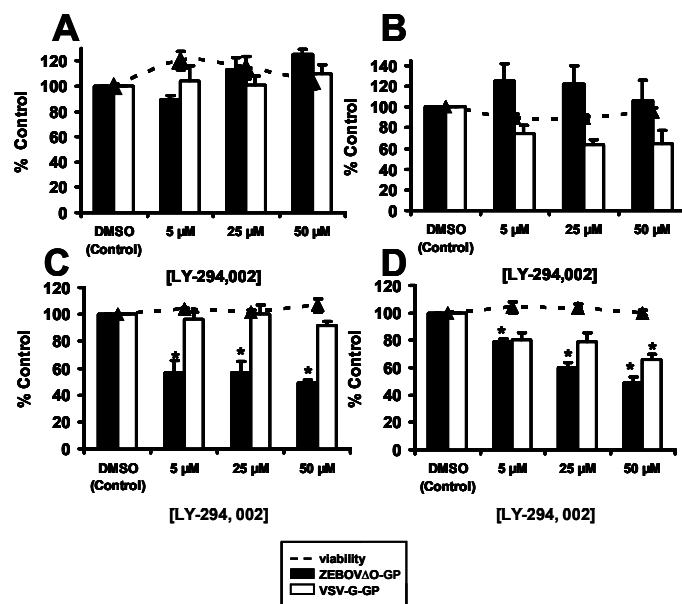 A
B
% Control
120
100
80
60
40
20
0
DMSO
(Control)
5 µM
25 µM
50 µM
[LY-294,002]
% Control
140
120
100
80
60
40
20
0
DMSO
(Control)
5 µM
25 µM
50 µM
C
[LY-294,002]
D
% Control
100
80
60
40
20
0
*
*
*
DMSO
(Control)
5 µM
25 µM
50 µM
[LY-294, 002]
% Control
100
80
60
40
20
0
*
*
*
*
DMSO
(Control)
5 µM
25 µM
50 µM
[LY-294, 002]
viability
ZEBOVΔO-GP
VSV-G-GP